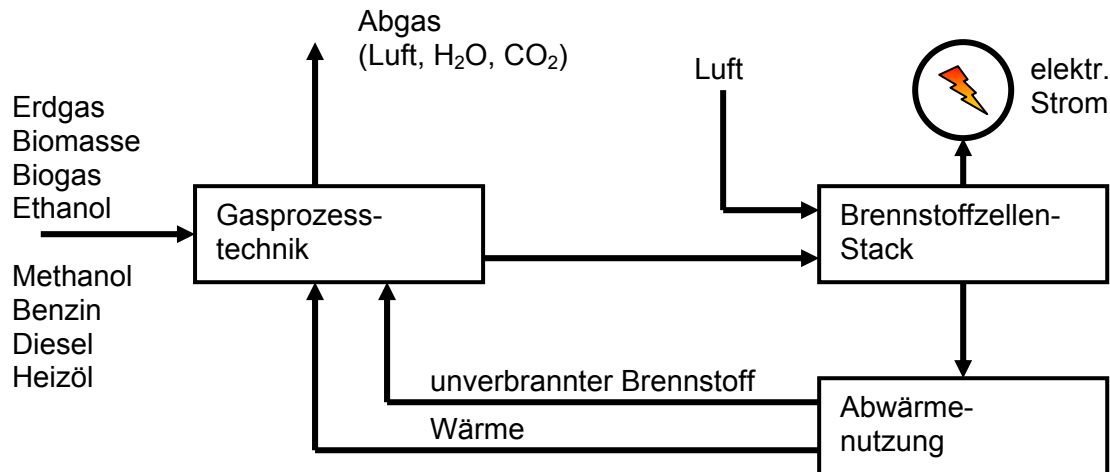 Abgas
(Luft, H₂O, CO₂)
Luft
elektr.
Strom
Erdgas
Biomasse
Biogas
Ethanol
Methanol
Benzin
Diesel
Heizöl
Gasprozess-
technik
Brennstoffzellen-
Stack
unverbrannter Brennstoff
Wärme
Abwärme-
nutzung